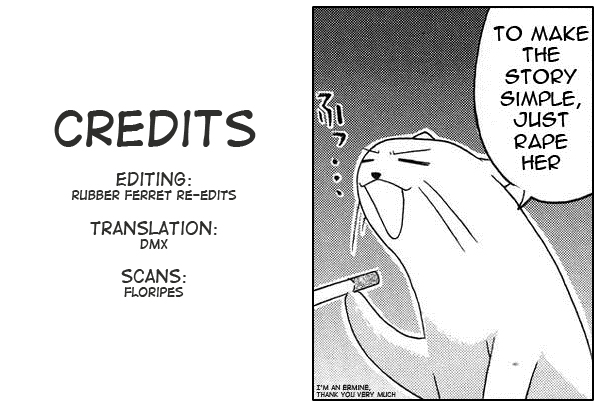 CREDITS
EDITING:
RUBBER FERRET RE-EDITS
TRANSLATION:
DMX
SCANS:
FLORIPES
TO MAKE
THE
STORY
SIMPLE,
JUST
RAPE
HER
ふっ…
I'M AN ERMINE,
THANK YOU VERY MUCH